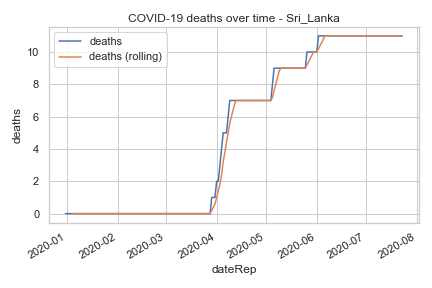 COVID-19 deaths over time - Sri_Lanka
deaths
deaths (rolling)
deaths
10
8
6
4
2
0
2020-01
2020-02
2020-03
2020-04
2020-05
2020-06
2020-07
2020-08
dateRep